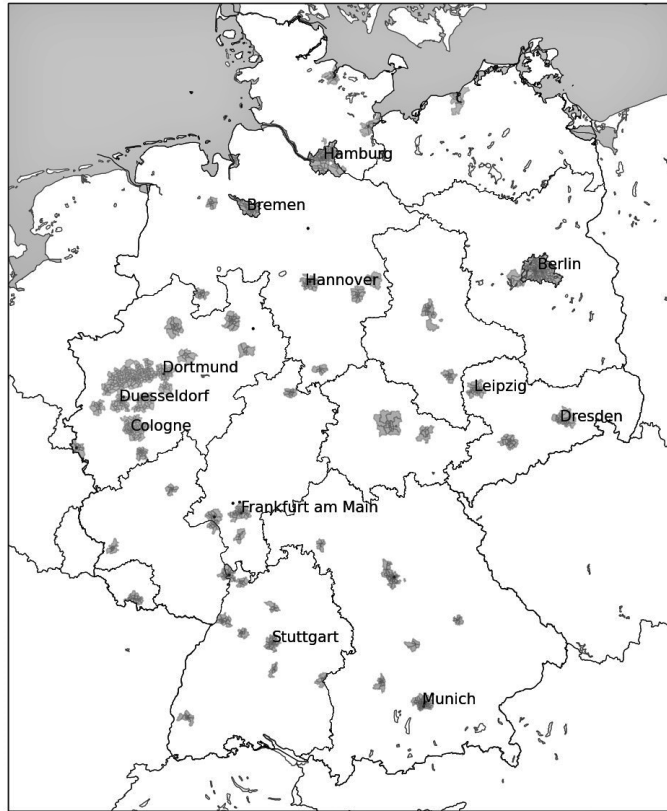 Hamburg
Bremen
Berlin
Hannover
Dortmund
Leipzig
Duesseldorf
Dresden
Cologne
Frankfurt am Main
Stuttgart
Munich